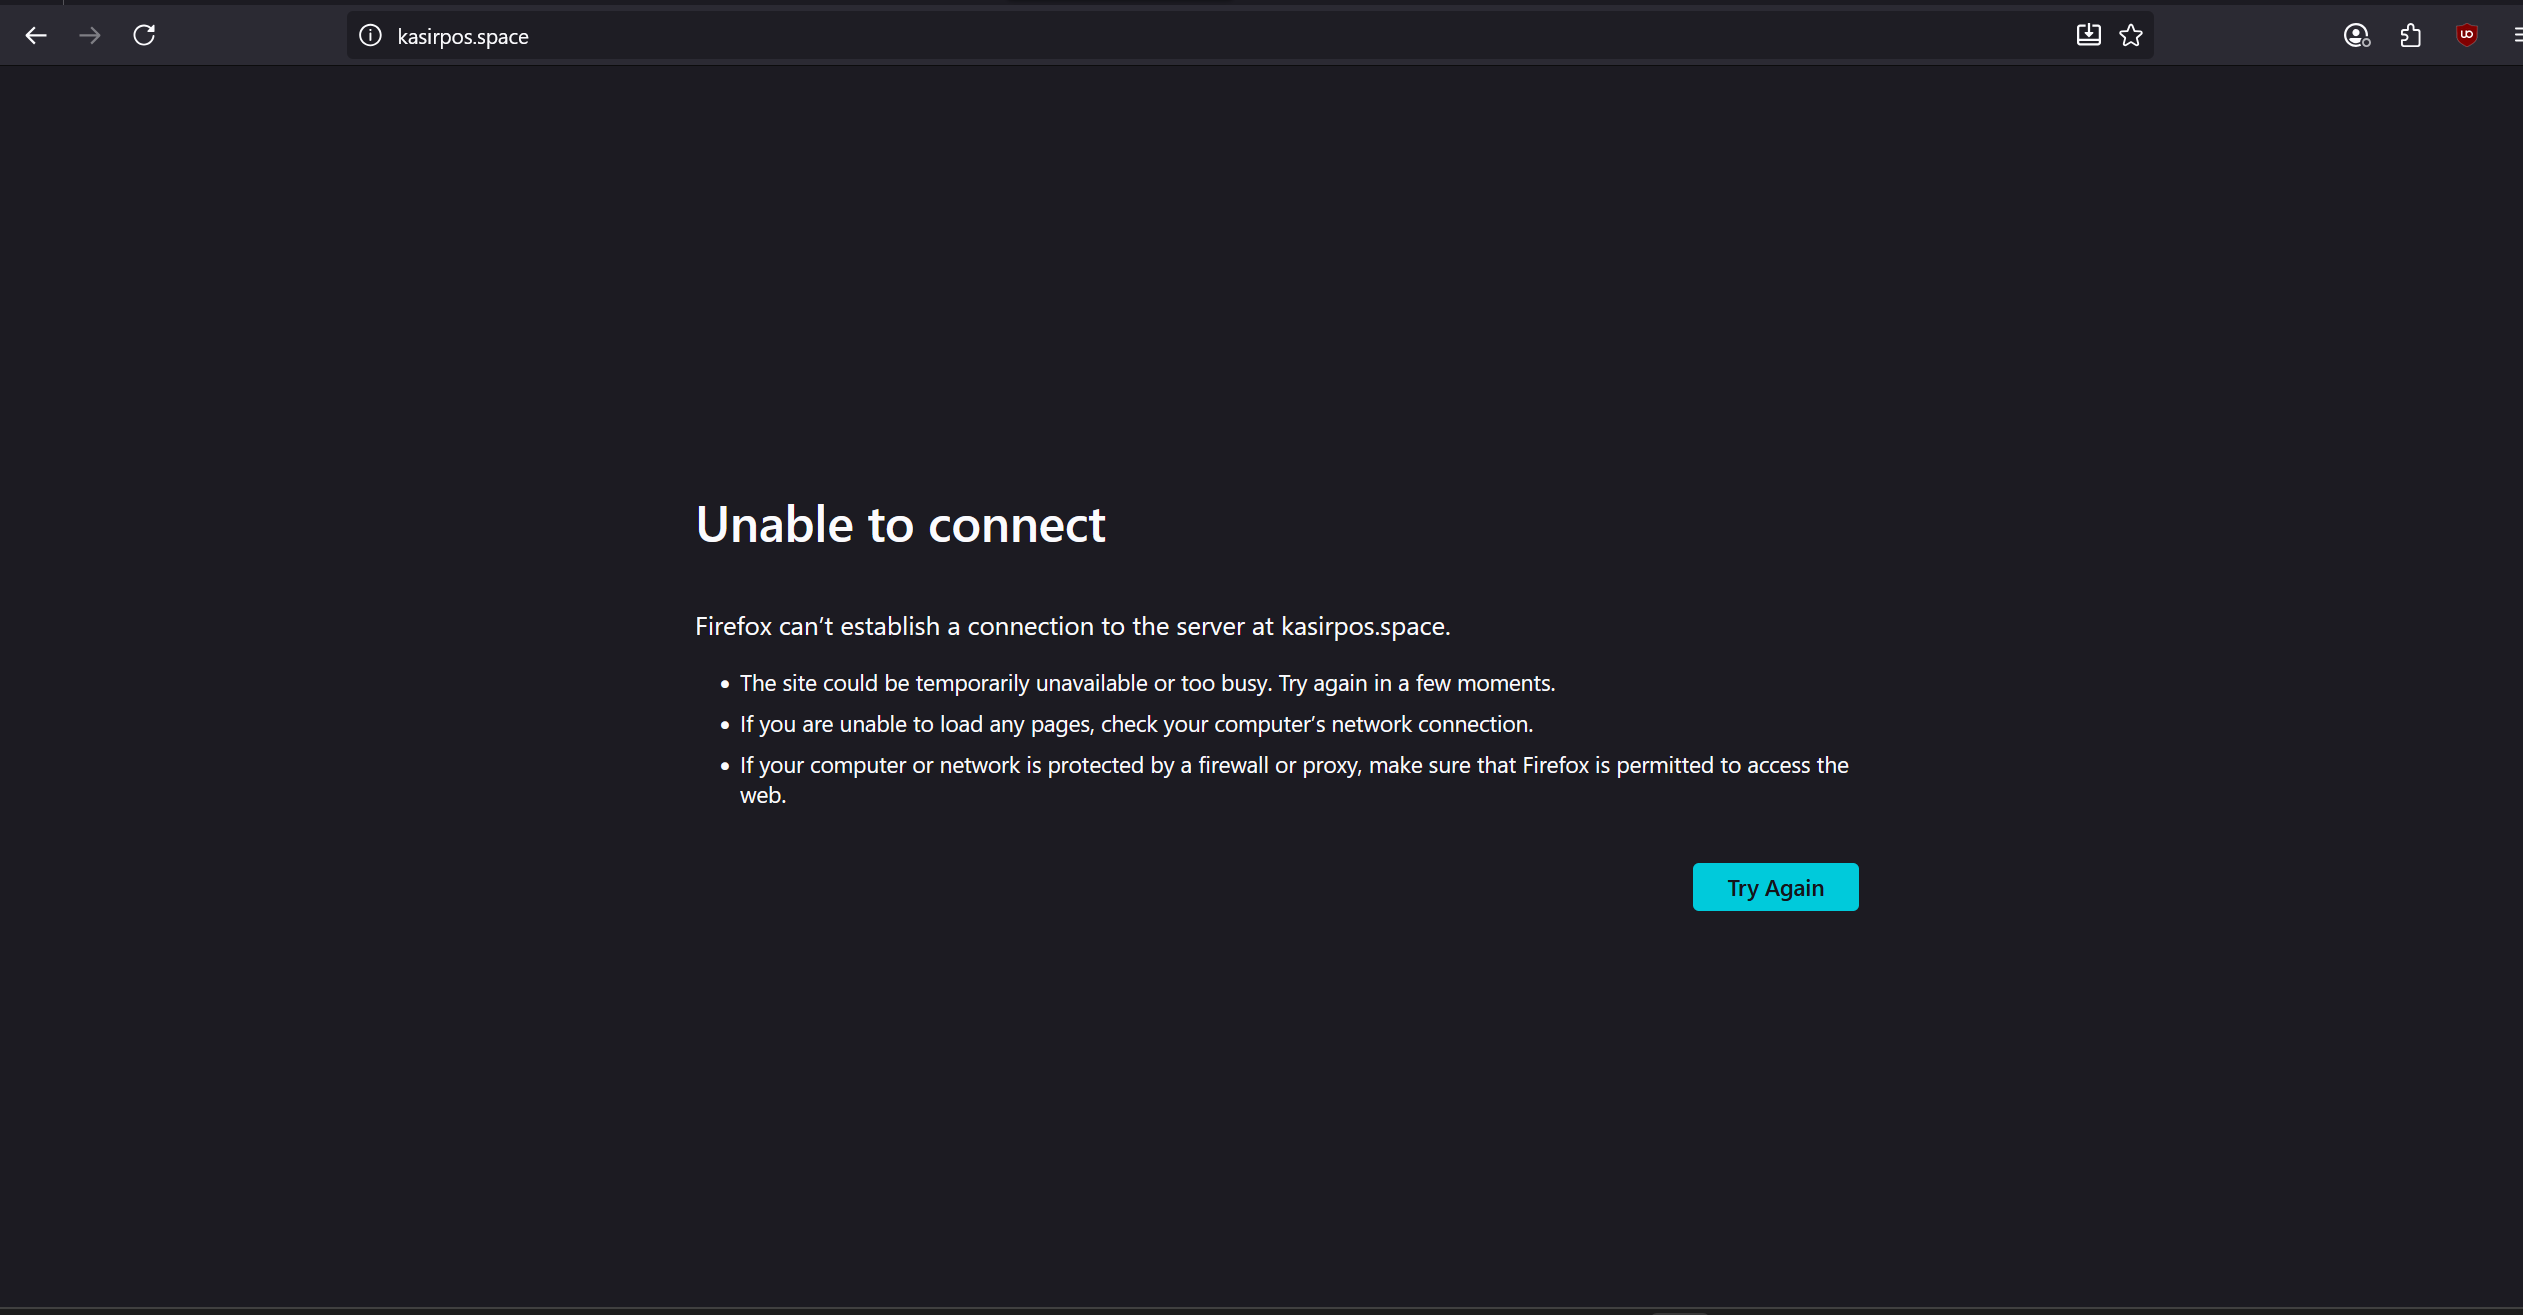 kasirpos.space
Unable to connect
Firefox can’t establish a connection to the server at kasirpos.space.
• The site could be temporarily unavailable or too busy. Try again in a few moments.
• If you are unable to load any pages, check your computer’s network connection.
• If your computer or network is protected by a firewall or proxy, make sure that Firefox is permitted to access the
web.
Try Again